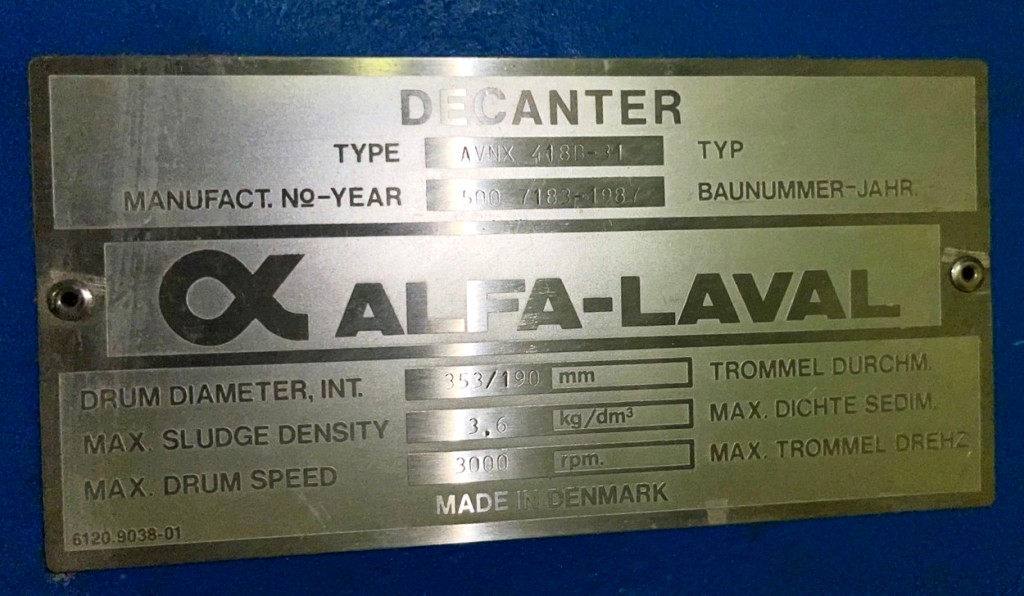 DECANTER
TYPE AVNX 418B-31 TYP
MANUFACT. Nº-YEAR 500 7183-1987 BAUNUMMER-JAHR.
α ALFA-LAVAL
DRUM DIAMETER, INT. 353/190 mm TROMMEL DURCHM.
MAX. SLUDGE DENSITY 3,6 kg/dm³ MAX. DICHTE SEDIM.
MAX. DRUM SPEED 3000 rpm. MAX. TROMMEL DREHZ
MADE IN DENMARK
6120.9038-01